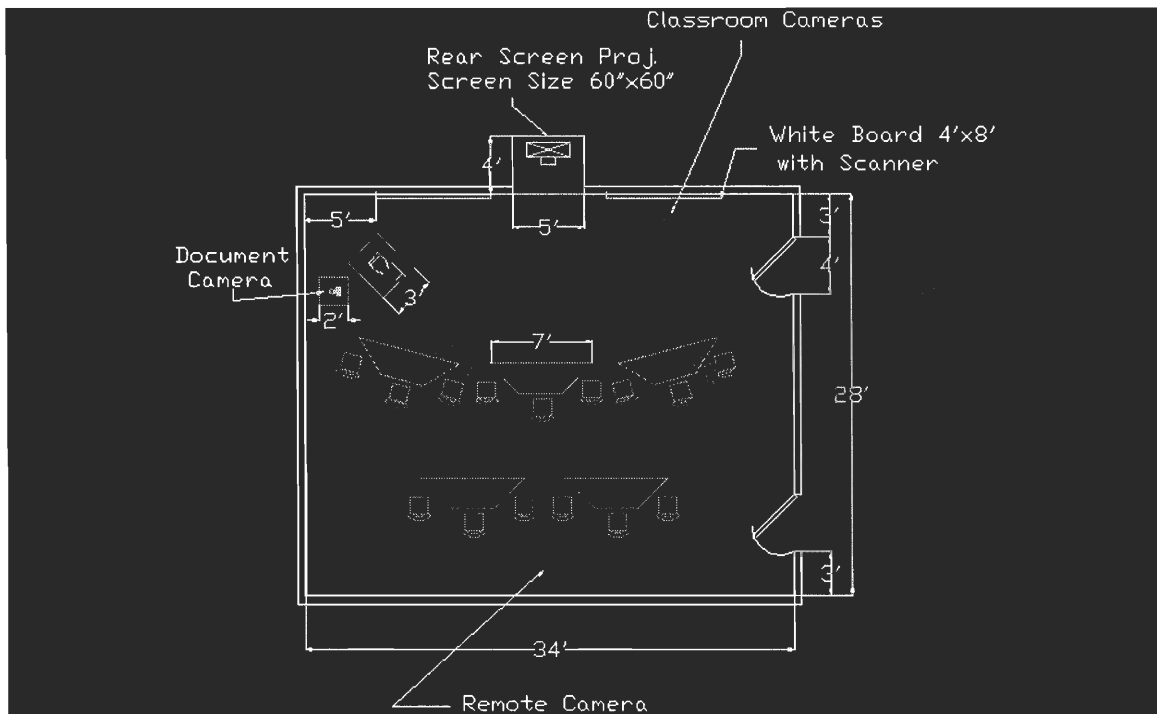 Classroom Cameras
Rear Screen Proj.
Screen Size 60"x60"
White Board 4'x8'
with Scanner
4'
5'
5'
3'
4'
Document
Camera
3'
2'
7'
28'
3'
34'
Remote Camera